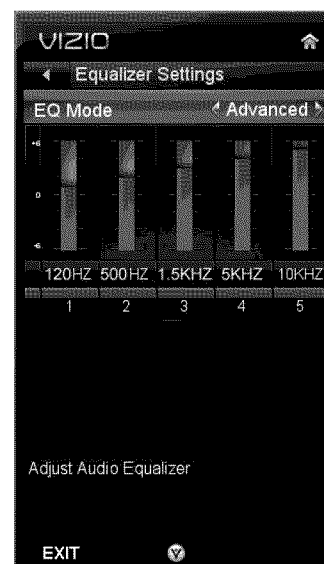 VIZIO
Equalizer Settings
EQ Mode Advanced
+6
0
-6
120HZ 500HZ 1.5KHZ 5KHZ 10KHZ
1 2 3 4 5
Adjust Audio Equalizer
EXIT V